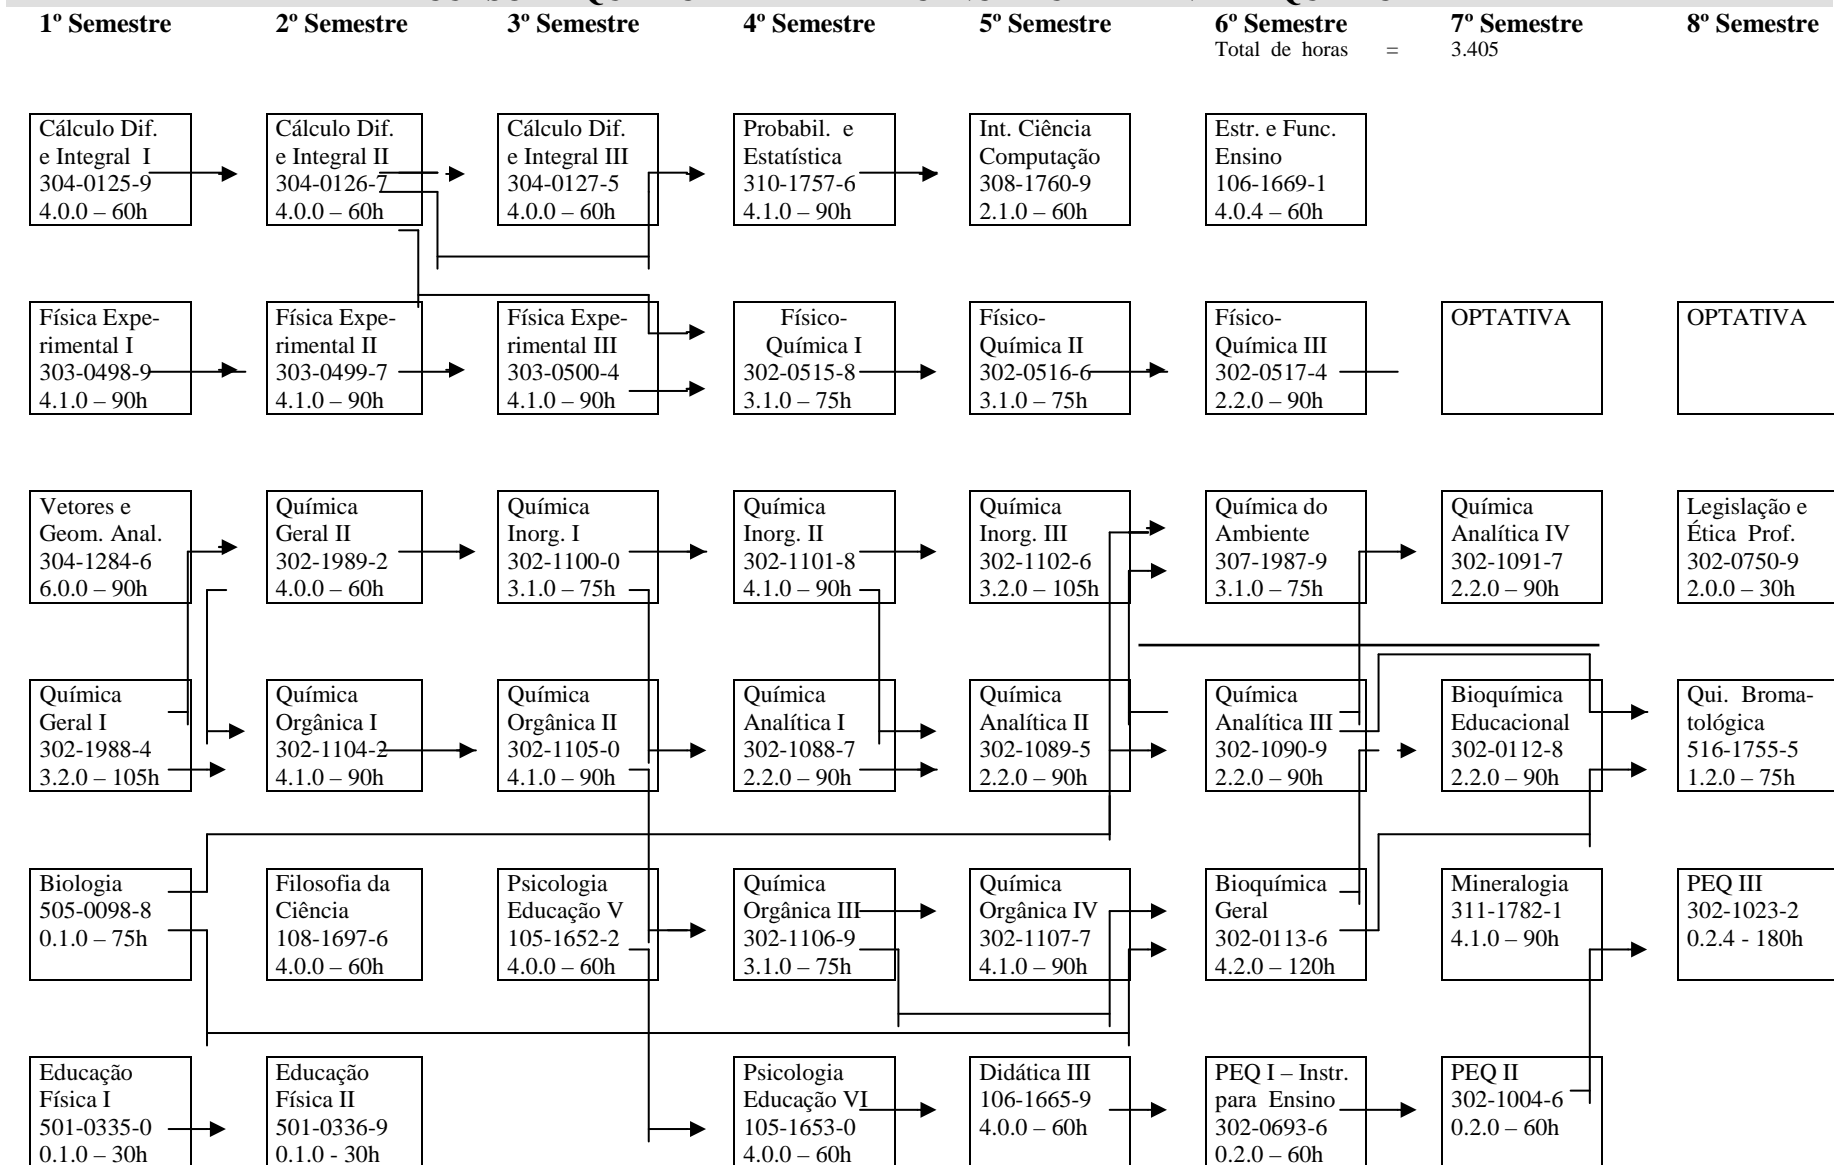 1º Semestre 2º Semestre 3º Semestre 4º Semestre 5º Semestre 6º Semestre 7º Semestre 8º Semestre
Total de horas = 3.405
Cálculo Dif.
e Integral I
304-0125-9
4.0.0 – 60h
Cálculo Dif.
e Integral II
304-0126-7
4.0.0 – 60h
Cálculo Dif.
e Integral III
304-0127-5
4.0.0 – 60h
Probabil. e
Estatística
310-1757-6
4.1.0 – 90h
Int. Ciência
Computação
308-1760-9
2.1.0 – 60h
Estr. e Func.
Ensino
106-1669-1
4.0.4 – 60h
Física Expe-
rimental I
303-0498-9
4.1.0 – 90h
Física Expe-
rimental II
303-0499-7
4.1.0 – 90h
Física Expe-
rimental III
303-0500-4
4.1.0 – 90h
Físico-
Química I
302-0515-8
3.1.0 – 75h
Físico-
Química II
302-0516-6
3.1.0 – 75h
Físico-
Química III
302-0517-4
2.2.0 – 90h
OPTATIVA
OPTATIVA
Vetores e
Geom. Anal.
304-1284-6
6.0.0 – 90h
Química
Geral II
302-1989-2
4.0.0 – 60h
Química
Inorg. I
302-1100-0
3.1.0 – 75h
Química
Inorg. II
302-1101-8
4.1.0 – 90h
Química
Inorg. III
302-1102-6
3.2.0 – 105h
Química do
Ambiente
307-1987-9
3.1.0 – 75h
Química
Analítica IV
302-1091-7
2.2.0 – 90h
Legislação e
Ética Prof.
302-0750-9
2.0.0 – 30h
Química
Geral I
302-1988-4
3.2.0 – 105h
Química
Orgânica I
302-1104-2
4.1.0 – 90h
Química
Orgânica II
302-1105-0
4.1.0 – 90h
Química
Analítica I
302-1088-7
2.2.0 – 90h
Química
Analítica II
302-1089-5
2.2.0 – 90h
Química
Analítica III
302-1090-9
2.2.0 – 90h
Bioquímica
Educacional
302-0112-8
2.2.0 – 90h
Qui. Broma-
tológica
516-1755-5
1.2.0 – 75h
Biologia
505-0098-8
0.1.0 – 75h
Filosofia da
Ciência
108-1697-6
4.0.0 – 60h
Psicologia
Educação V
105-1652-2
4.0.0 – 60h
Química
Orgânica III
302-1106-9
3.1.0 – 75h
Química
Orgânica IV
302-1107-7
4.1.0 – 90h
Bioquímica
Geral
302-0113-6
4.2.0 – 120h
Mineralogia
311-1782-1
4.1.0 – 90h
PEQ III
302-1023-2
0.2.4 - 180h
Educação
Física I
501-0335-0
0.1.0 – 30h
Educação
Física II
501-0336-9
0.1.0 - 30h
Psicologia
Educação VI
105-1653-0
4.0.0 – 60h
Didática III
106-1665-9
4.0.0 – 60h
PEQ I – Instr.
para Ensino
302-0693-6
0.2.0 – 60h
PEQ II
302-1004-6
0.2.0 – 60h